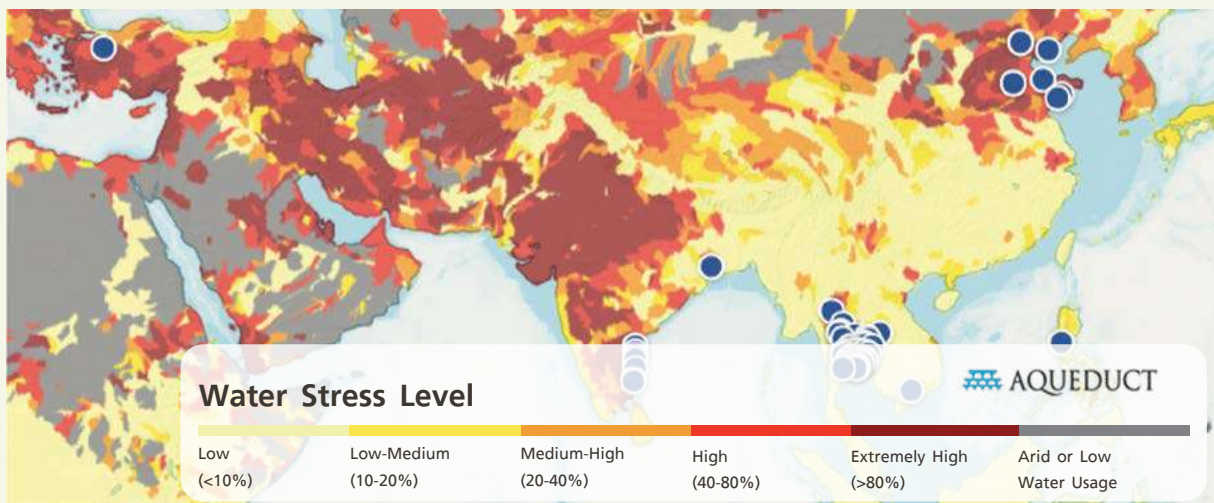 Water Stress Level
AQUEDUCT
Low
(<10%)
Low-Medium
(10-20%)
Medium-High
(20-40%)
High
(40-80%)
Extremely High
(>80%)
Arid or Low
Water Usage